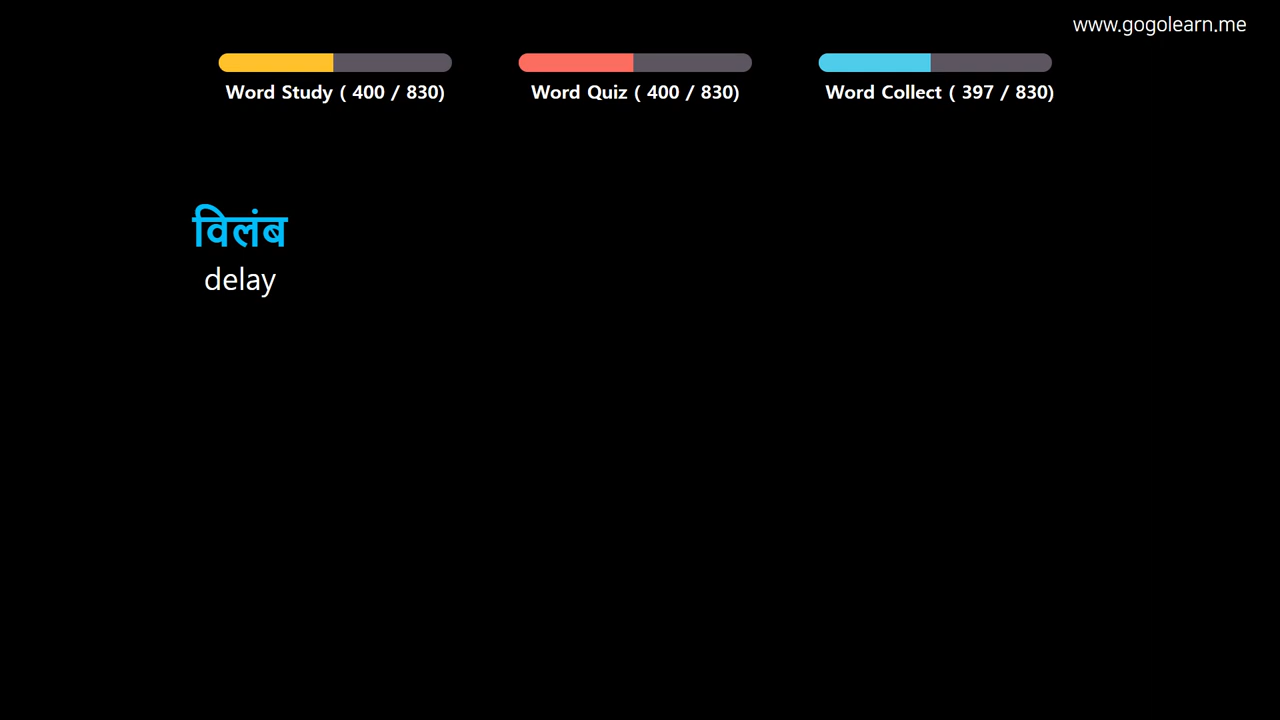 www.gogolearn.me
Word Study ( 400 / 830)
Word Quiz ( 400 / 830)
Word Collect ( 397 / 830)
विलंब
delay